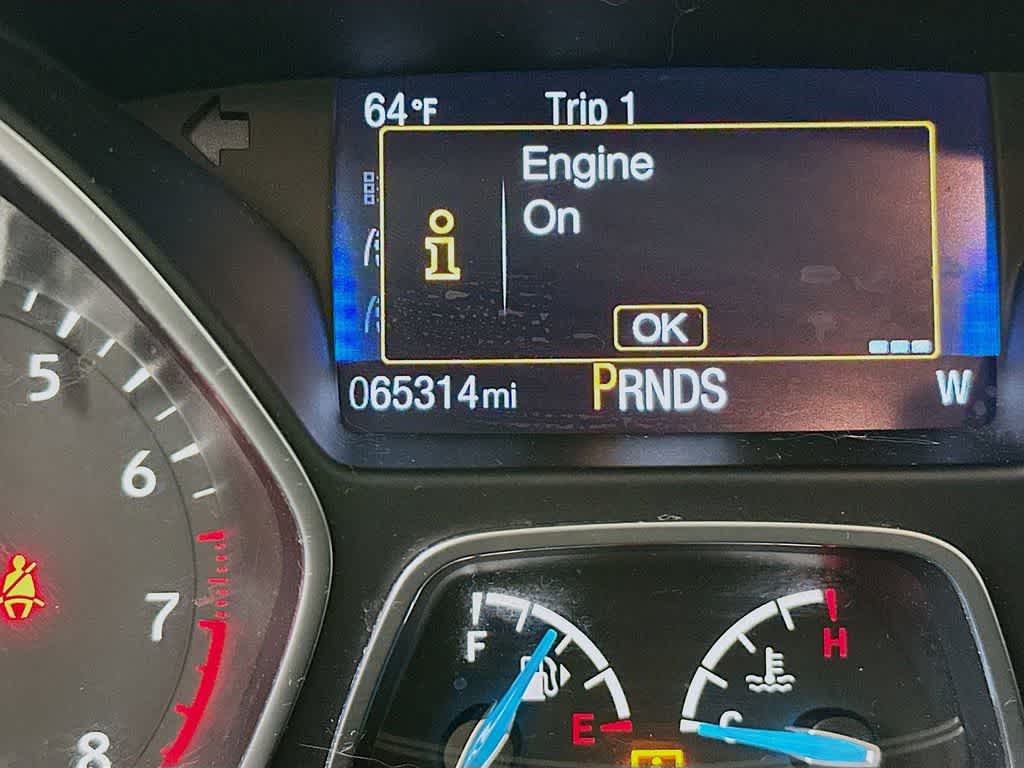 64°F Trip 1
Engine
On
OK
065314mi PRNDS W
5
6
7
8
F
E
H
C